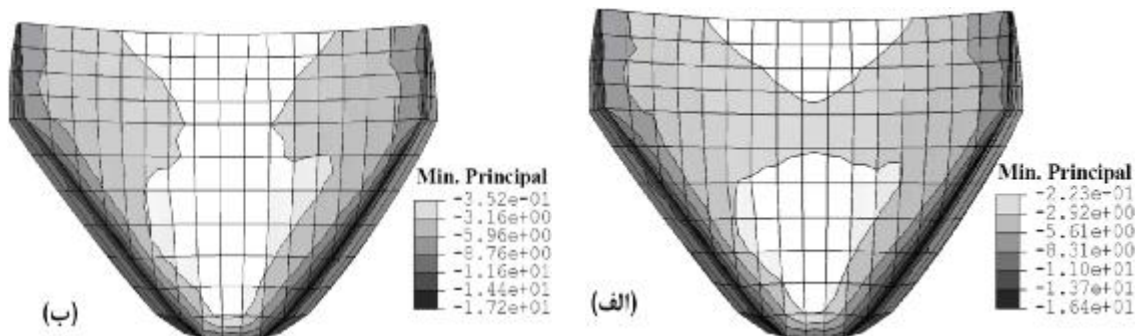 Min. Principal
-3.52e-01
-3.16e+00
-5.96e+00
-8.76e+00
-1.16e+01
-1.44e+01
-1.72e+01
(ب)
Min. Principal
-2.23e-01
-2.92e+00
-5.61e+00
-8.31e+00
-1.10e+01
-1.37e+01
-1.64e+01
(الف)